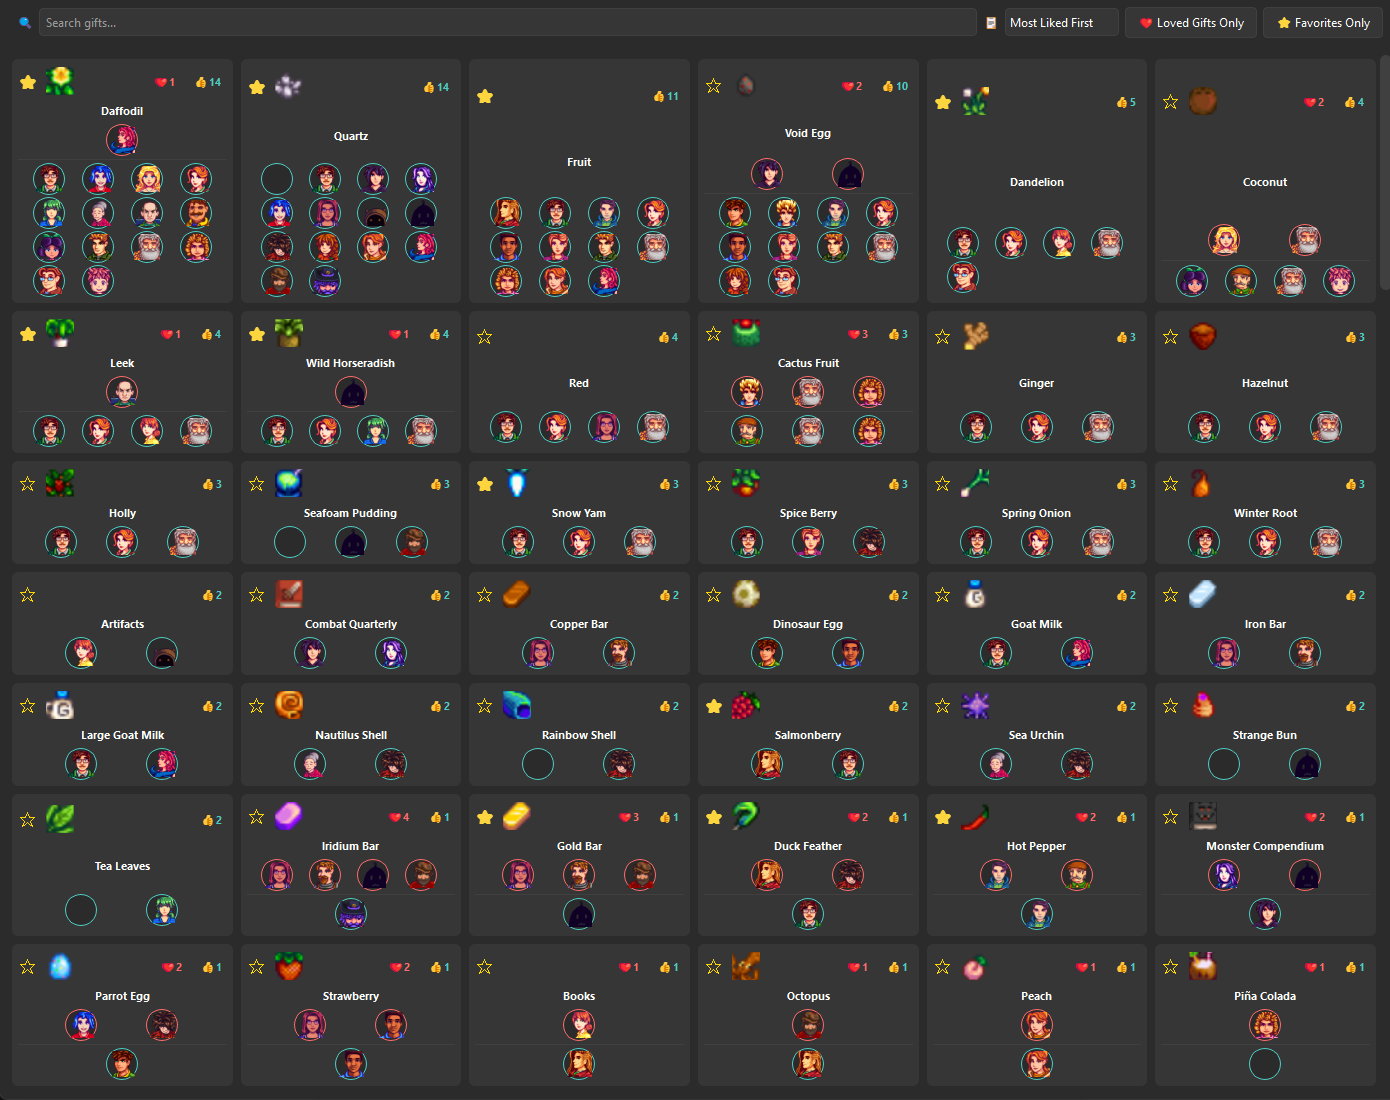 Search gifts...
Most Liked First
Loved Gifts Only
Favorites Only
1 14
Daffodil
14
Quartz
11
Fruit
2 10
Void Egg
5
Dandelion
2 4
Coconut
1 4
Leek
1 4
Wild Horseradish
4
Red
3 3
Cactus Fruit
3
Ginger
3
Hazelnut
3
Holly
3
Seafoam Pudding
3
Snow Yam
3
Spice Berry
3
Spring Onion
3
Winter Root
2
Artifacts
2
Combat Quarterly
2
Copper Bar
2
Dinosaur Egg
2
Goat Milk
2
Iron Bar
2
Large Goat Milk
2
Nautilus Shell
2
Rainbow Shell
2
Salmonberry
2
Sea Urchin
2
Strange Bun
2
Tea Leaves
4 1
Iridium Bar
3 1
Gold Bar
2 1
Duck Feather
2 1
Hot Pepper
2 1
Monster Compendium
2 1
Parrot Egg
2 1
Strawberry
1 1
Books
1 1
Octopus
1 1
Peach
1 1
Piña Colada